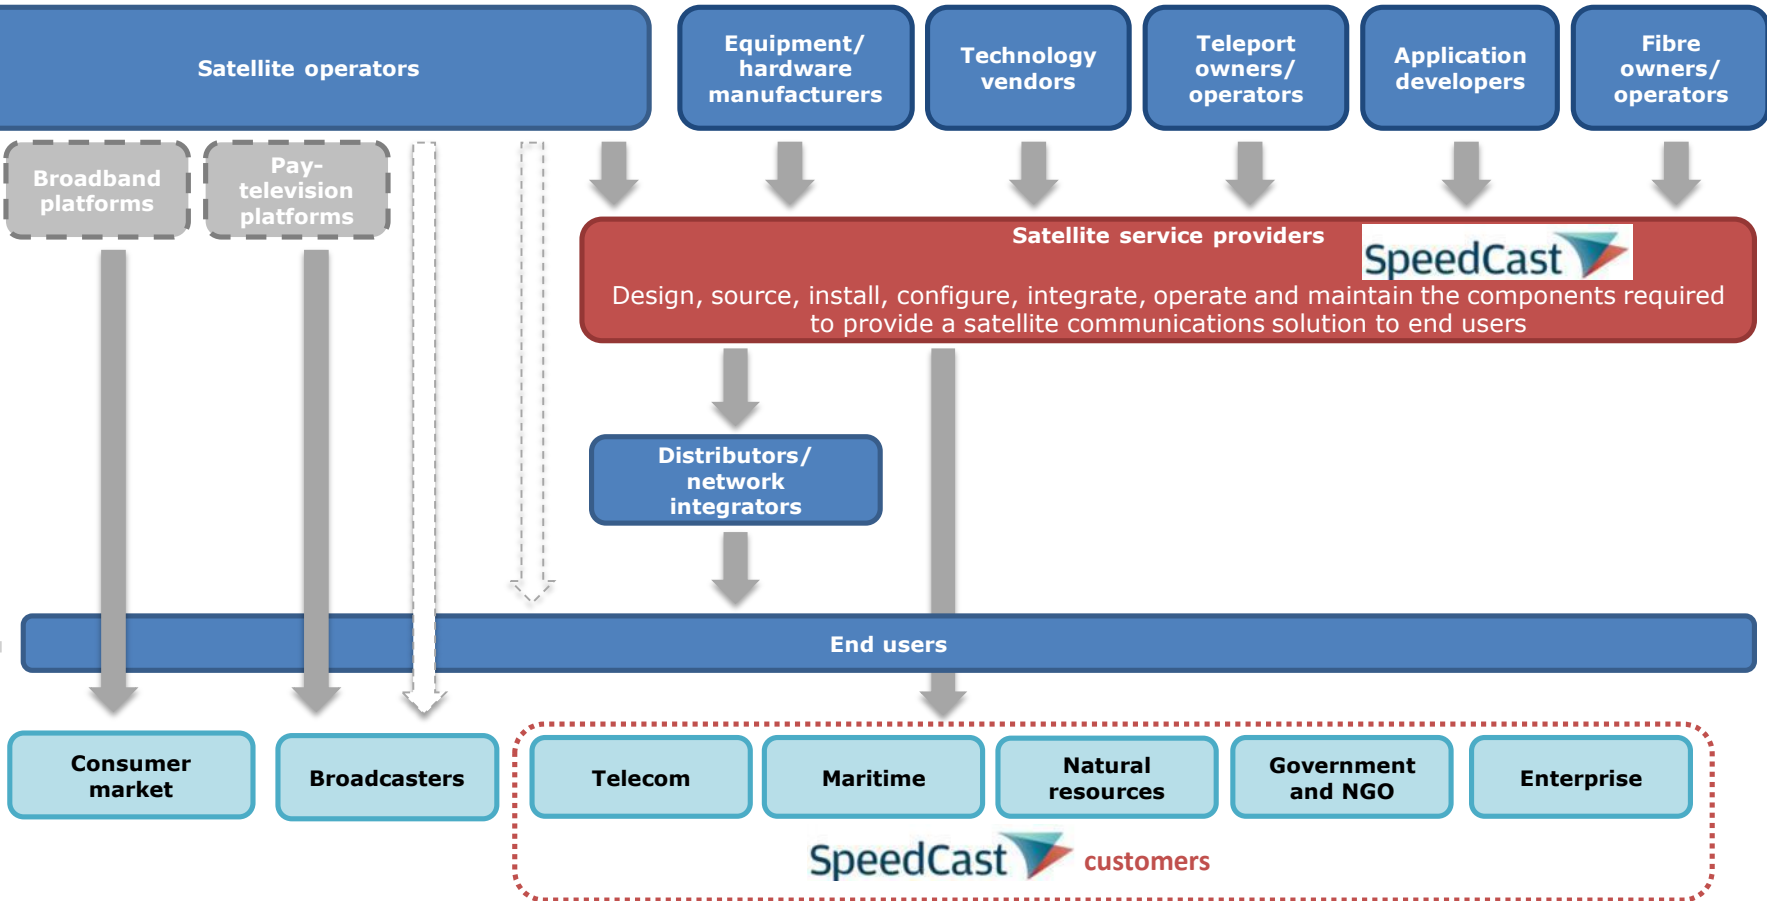 Satellite operators
Equipment/
hardware
manufacturers
Technology
vendors
Teleport
owners/
operators
Application
developers
Fibre
owners/
operators
Broadband
platforms
Pay-
television
platforms
Satellite service providers
SpeedCast
Design, source, install, configure, integrate, operate and maintain the components required
to provide a satellite communications solution to end users
Distributors/
network
integrators
End users
Consumer
market
Broadcasters
Telecom
Maritime
Natural
resources
Government
and NGO
Enterprise
SpeedCast customers